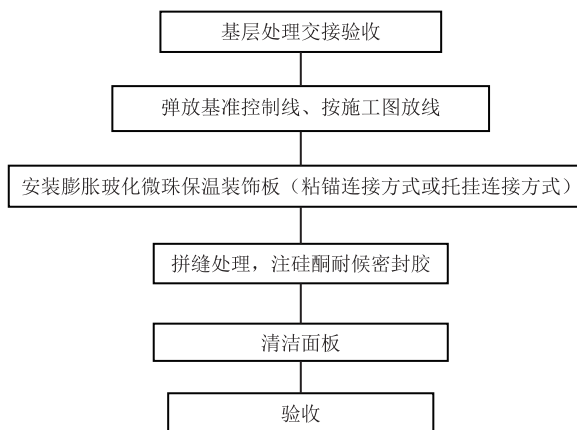 基层处理交接验收
弹放基准控制线、按施工图放线
安装膨胀玻化微珠保温装饰板（粘锚连接方式或托挂连接方式）
拼缝处理，注硅酮耐候密封胶
清洁面板
验收